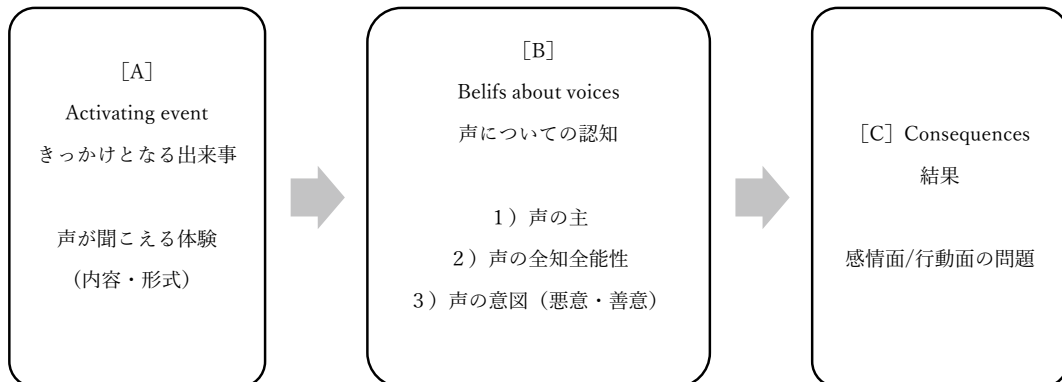 ［A］
Activating event
きっかけとなる出来事
声が聞こえる体験
（内容・形式）
［B］
Belifs about voices
声についての認知
１）声の主
２）声の全知全能性
３）声の意図（悪意・善意）
［C］Consequences
結果
感情面/行動面の問題